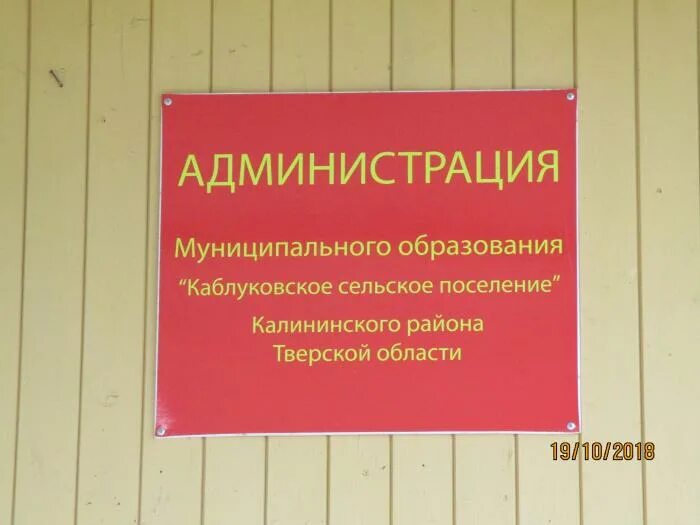 АДМИНИСТРАЦИЯ
Муниципального образования
“Каблуковское сельское поселение”
Калининского района
Тверской области
19/10/2018